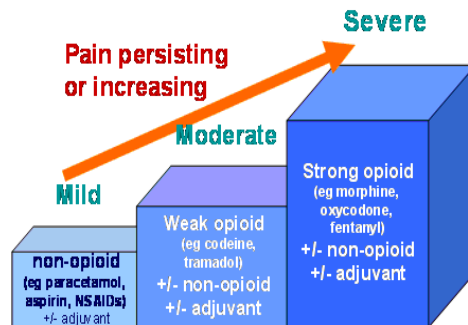 Severe
Pain persisting
or increasing
Moderate
Mild
Strong opioid
(eg morphine,
oxycodone,
fentanyl)
+/- non-opioid
+/- adjuvant
Weak opioid
(eg codeine,
tramadol)
+/- non-opioid
+/- adjuvant
non-opioid
(eg paracetamol,
aspirin, NSAIDs)
+/- adjuvant